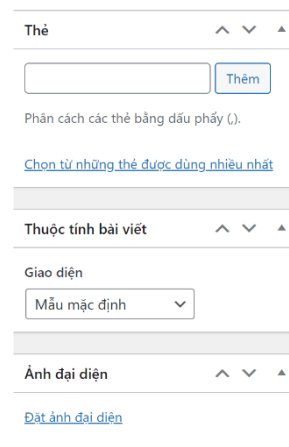 Thẻ
Thêm
Phân cách các thẻ bằng dấu phẩy (,).
Chọn từ những thẻ được dùng nhiều nhất
Thuộc tính bài viết
Giao diện
Mẫu mặc định
Ảnh đại diện
Đặt ảnh đại diện